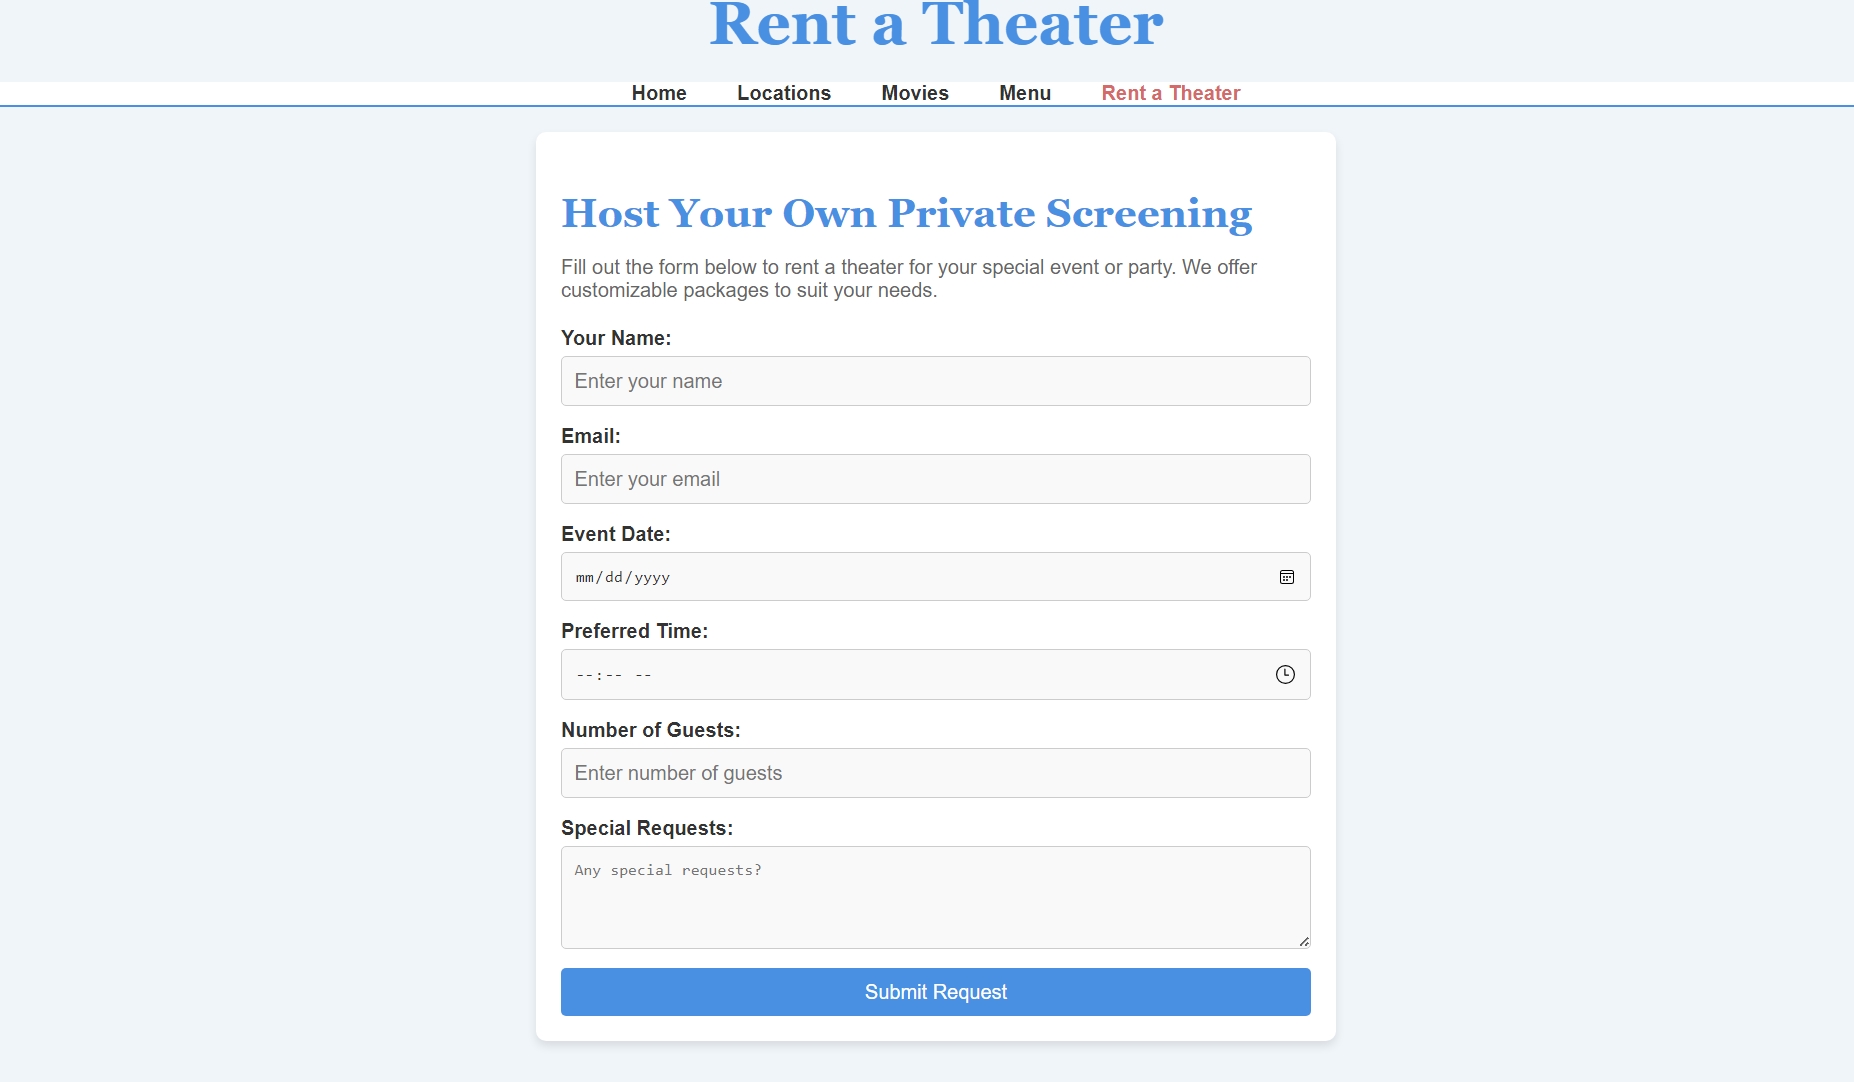 Rent a Theater
Home Locations Movies Menu Rent a Theater
Host Your Own Private Screening
Fill out the form below to rent a theater for your special event or party. We offer
customizable packages to suit your needs.
Your Name:
Enter your name
Email:
Enter your email
Event Date:
mm/dd/yyyy
Preferred Time:
--:-- --
Number of Guests:
Enter number of guests
Special Requests:
Any special requests?
Submit Request